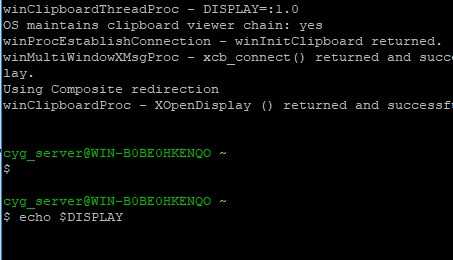 winClipboardThreadProc - DISPLAY=:1.0
OS maintains clipboard viewer chain: yes
winProcEstablishConnection - winInitClipboard returned.
winMultiWindowXMsgProc - xcb_connect() returned and succ
lay.
Using Composite redirection
winClipboardProc - XOpenDisplay () returned and successf
cyg_server@WIN-B0BE0HKENQO ~
$
cyg_server@WIN-B0BE0HKENQO ~
$ echo $DISPLAY